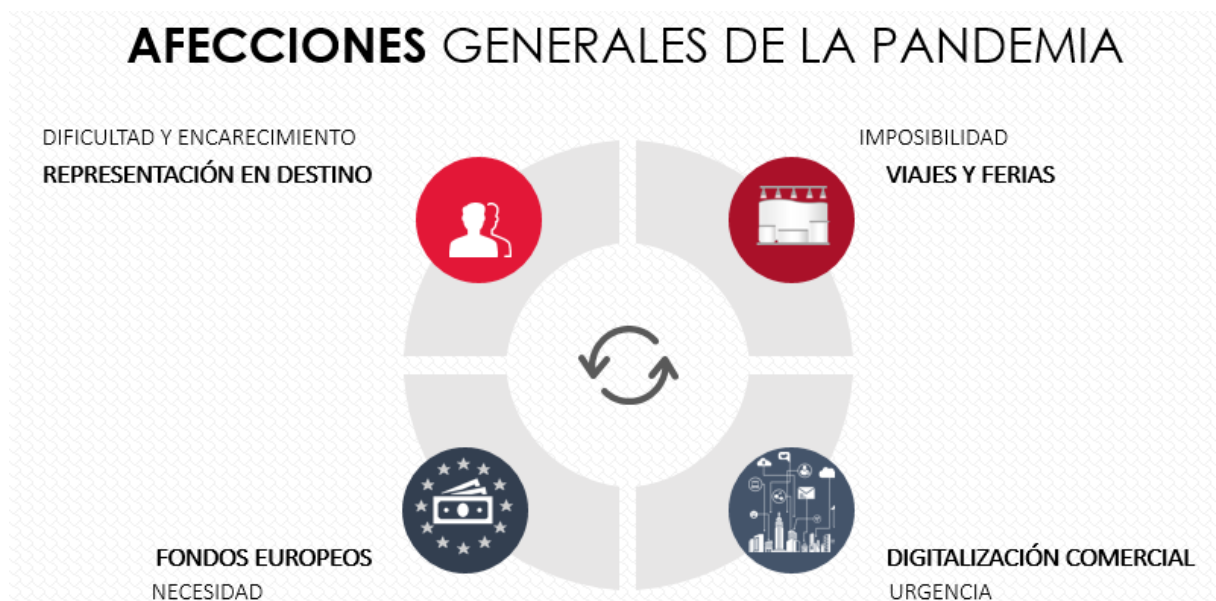 AFECCIONES GENERALES DE LA PANDEMIA
DIFICULTAD Y ENCARECIMIENTO
REPRESENTACIÓN EN DESTINO
IMPOSIBILIDAD
VIAJES Y FERIAS
FONDOS EUROPEOS
NECESIDAD
DIGITALIZACIÓN COMERCIAL
URGENCIA